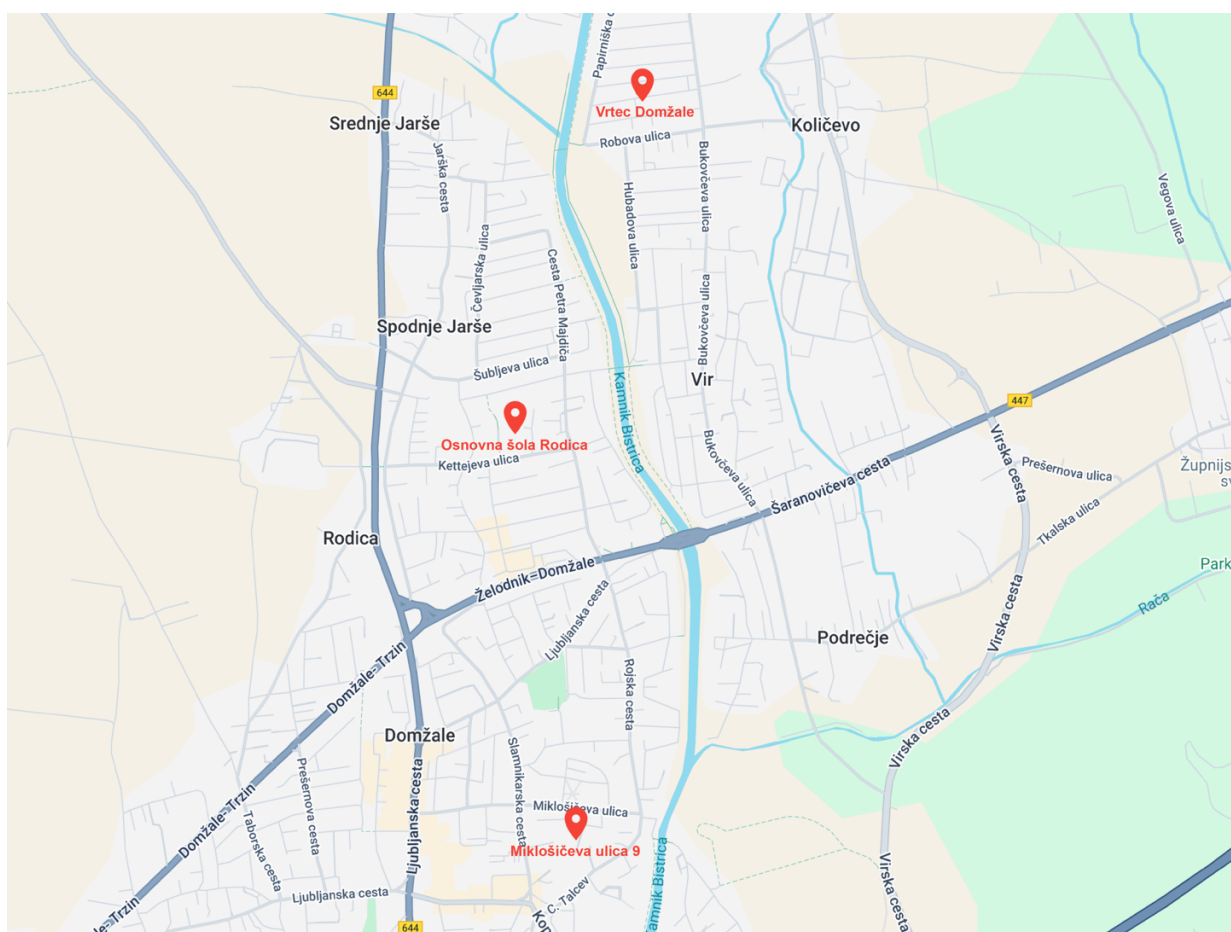 Papirniška c
Vrtec Domžale
644
Srednje Jarše
Količevo
Robova ulica
Jarška cesta
Bukovčeva ulica
Vegova ulica
Hubadova ulica
Čevljarska ulica
Cesta Petra Majdiča
Bukovčeva ulica
Spodnje Jarše
Šubljeva ulica
Kamnik Bistrica
Vir
447
Osnovna šola Rodica
Kettejeva ulica
Bukovčeva ulica
Šaranovičeva cesta
Virska cesta
Prešernova ulica
Župnijs
sv
Tkalska ulica
Rodica
Želodnik=Domžale
Ljubljanska cesta
Virska cesta
Park
Rača
Podrečje
Domžale-Trzin
Rojska cesta
Domžale
Slamnikarska cesta
Virska cesta
Prešernova cesta
Ljubljanska cesta
Miklošičeva ulica
Domžale-Trzin
Taborska cesta
Miklošičeva ulica 9
Kamnik Bistrica
Virska cesta
Ljubljanska cesta
C. Talcev
Kop
le-Trzin
644